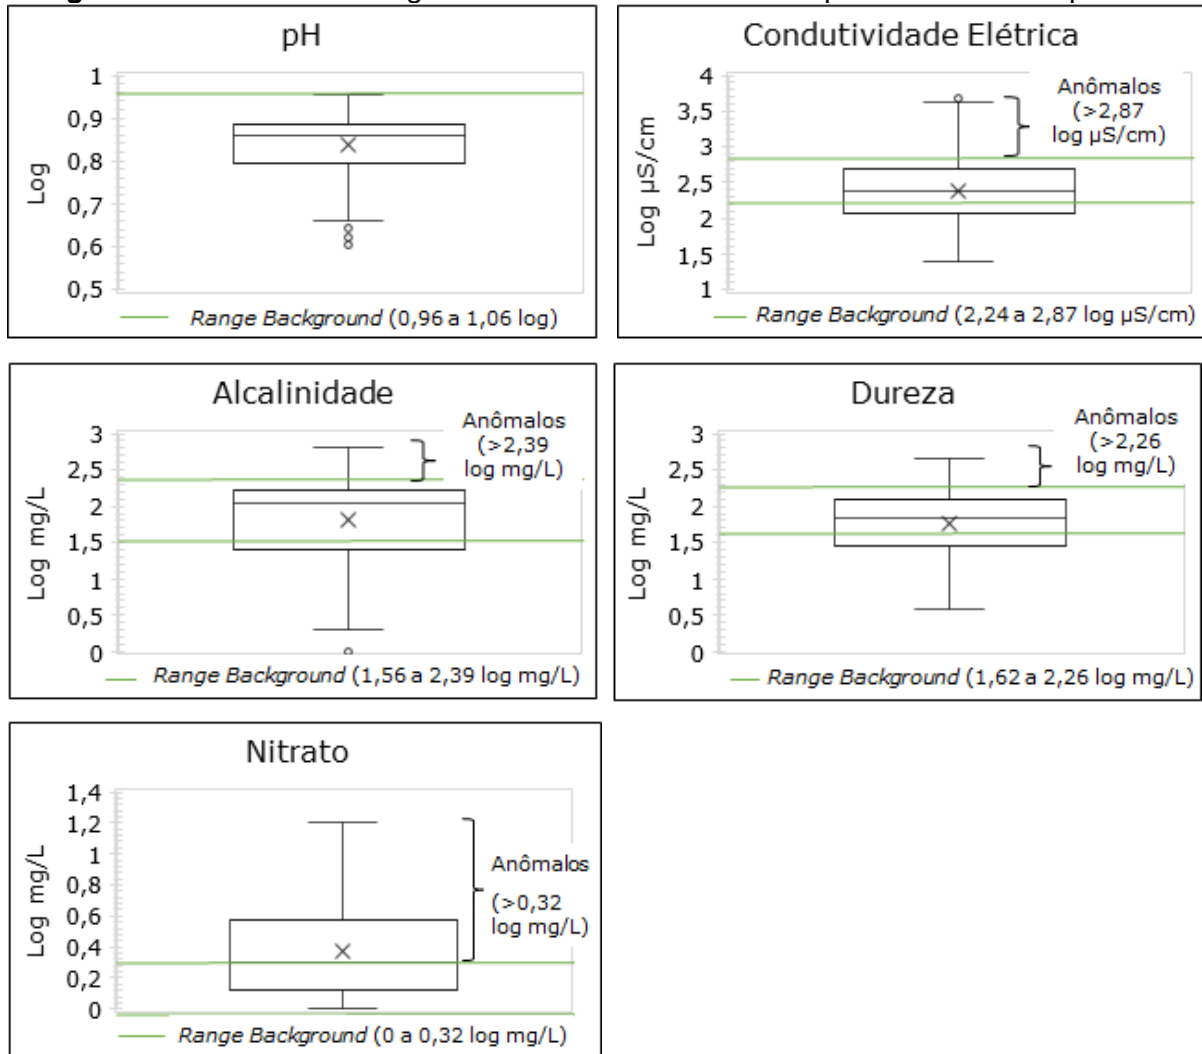 pH
1
0,9
0,8
0,7
0,6
0,5
Log
Range Background (0,96 a 1,06 log)
Condutividade Elétrica
4
3,5
3
2,5
2
1,5
1
Log µS/cm
Anômalos
(>2,87
log µS/cm)
Range Background (2,24 a 2,87 log µS/cm)
Alcalinidade
3
2,5
2
1,5
1
0,5
0
Log mg/L
Anômalos
(>2,39
log mg/L)
Range Background (1,56 a 2,39 log mg/L)
Dureza
3
2,5
2
1,5
1
0,5
0
Log mg/L
Anômalos
(>2,26
log mg/L)
Range Background (1,62 a 2,26 log mg/L)
Nitrato
1,4
1,2
1
0,8
0,6
0,4
0,2
0
Log mg/L
Anômalos
(>0,32
log mg/L)
Range Background (0 a 0,32 log mg/L)